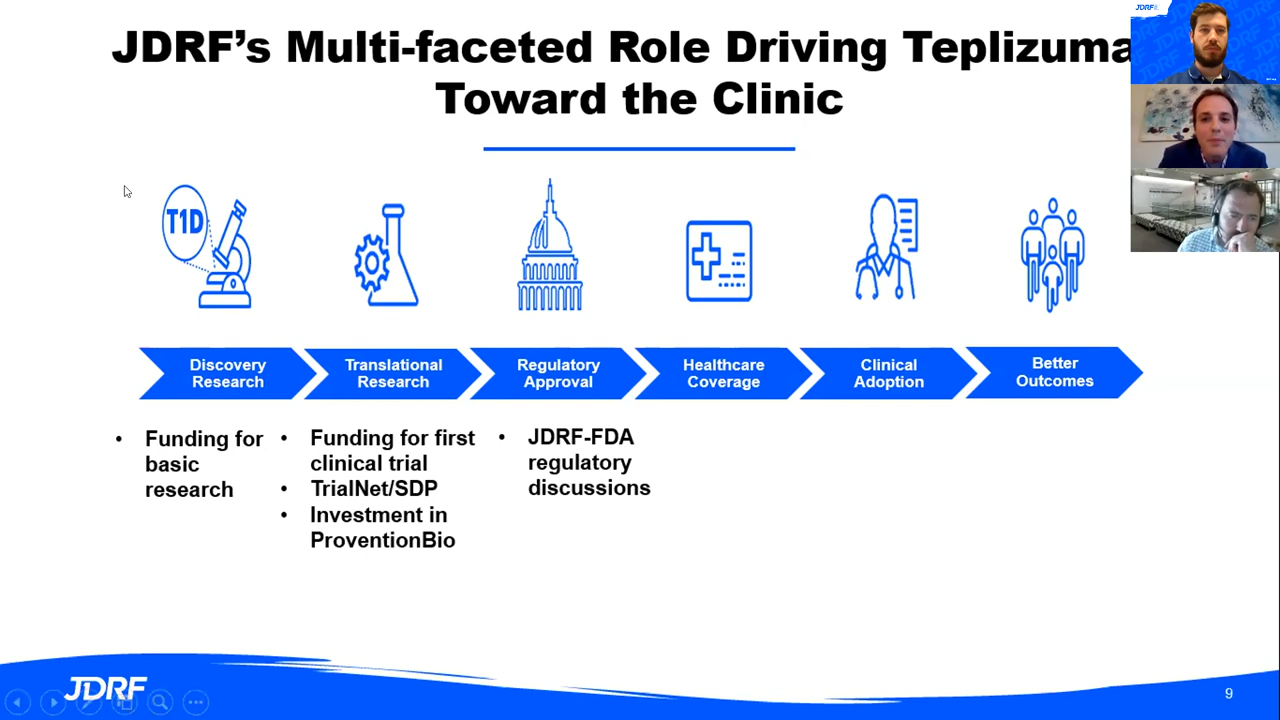 JDRF's Multi-faceted Role Driving Teplizuma
Toward the Clinic
JDRF
T1D
Discovery
Research
Translational
Research
Regulatory
Approval
Healthcare
Coverage
Clinical
Adoption
Better
Outcomes
• Funding for
basic
research
• Funding for first
clinical trial
• TrialNet/SDP
• Investment in
ProventionBio
• JDRF-FDA
regulatory
discussions
JDRF
9